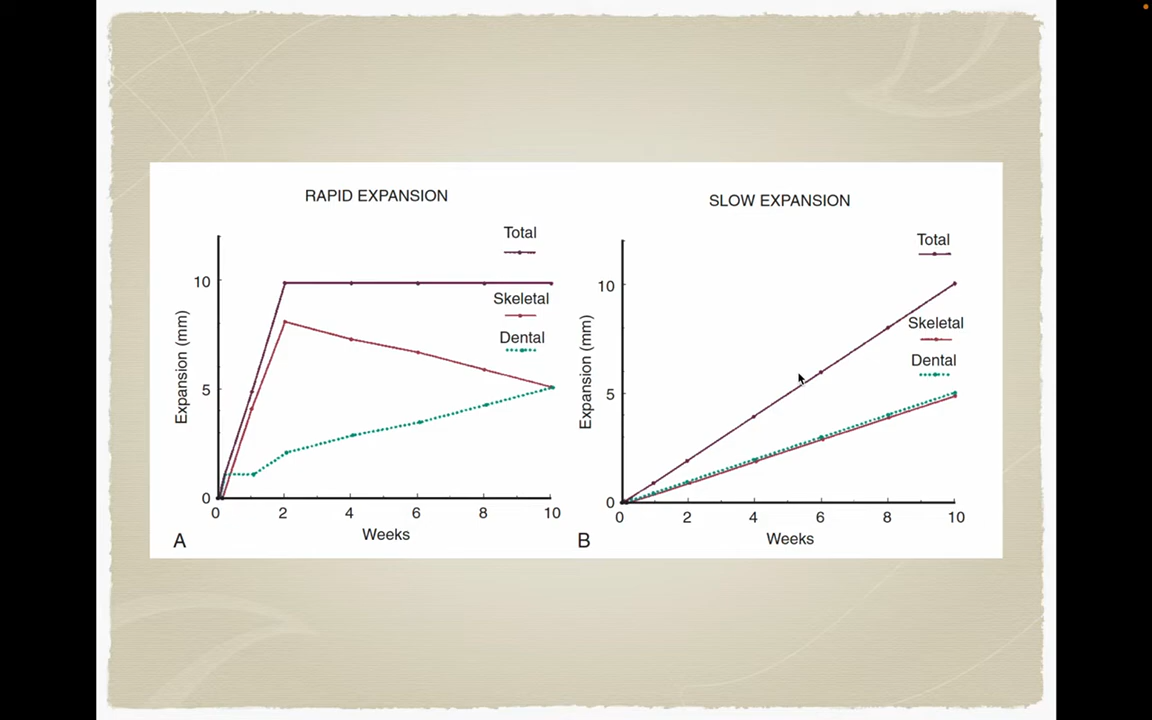 RAPID EXPANSION
Total
Skeletal
Dental
Expansion (mm)
10
5
0
0 2 4 6 8 10
Weeks
A
SLOW EXPANSION
Total
Skeletal
Dental
Expansion (mm)
10
5
0
0 2 4 6 8 10
Weeks
B